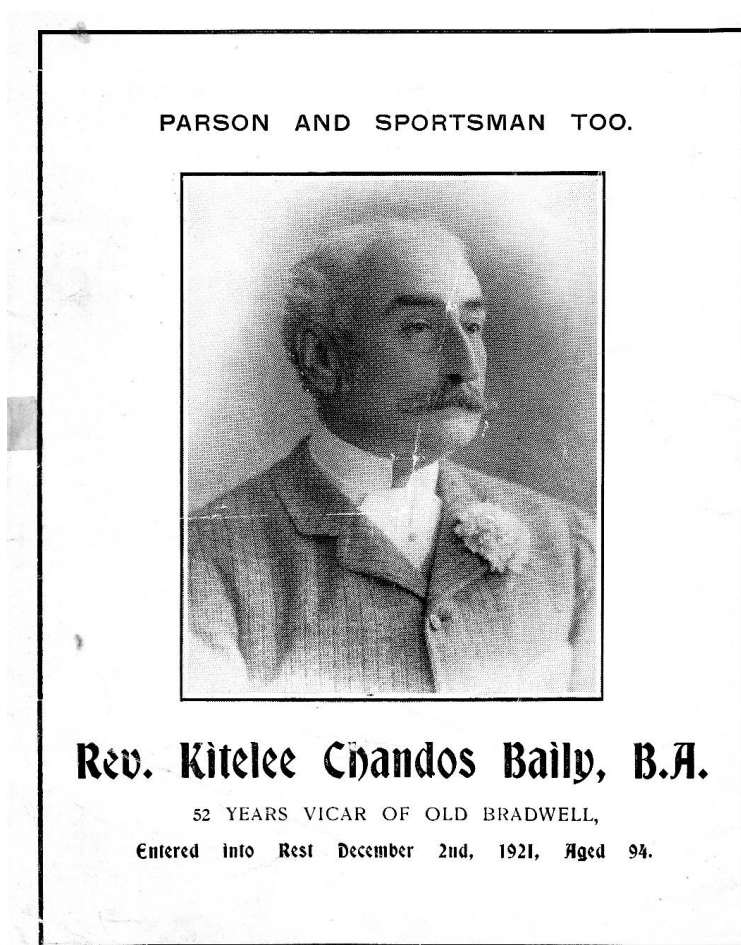 PARSON AND SPORTSMAN TOO.
Rev. Kitelee Chandos Baily, B.A.
52 YEARS VICAR OF OLD BRADWELL,
Entered into Rest December 2nd, 1921, Aged 94.